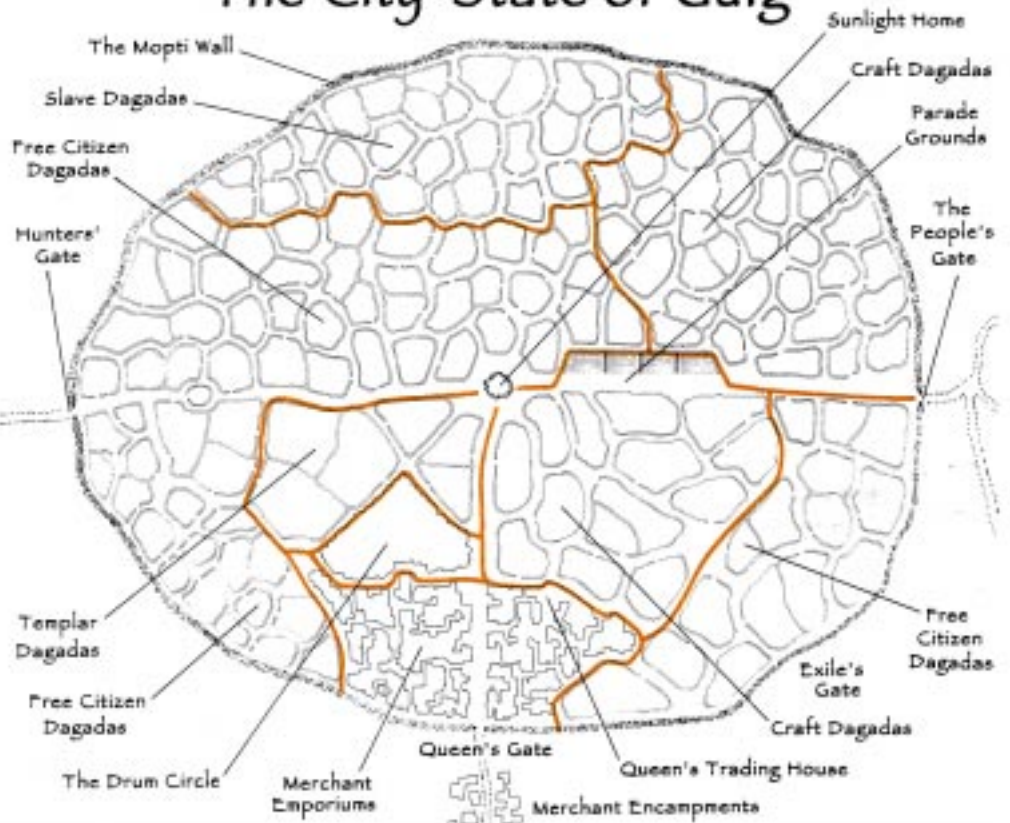 The City-State of Gulg
Sunlight Home
The Mopti Wall
Craft Dagadas
Slave Dagadas
Parade
Grounds
Free Citizen
Dagadas
The
People's
Gate
Hunters'
Gate
Templar
Dagadas
Free
Citizen
Dagadas
Exile's
Gate
Free Citizen
Dagadas
Craft Dagadas
Queen's Gate
Queen's Trading House
The Drum Circle
Merchant
Emporiums
Merchant Encampments